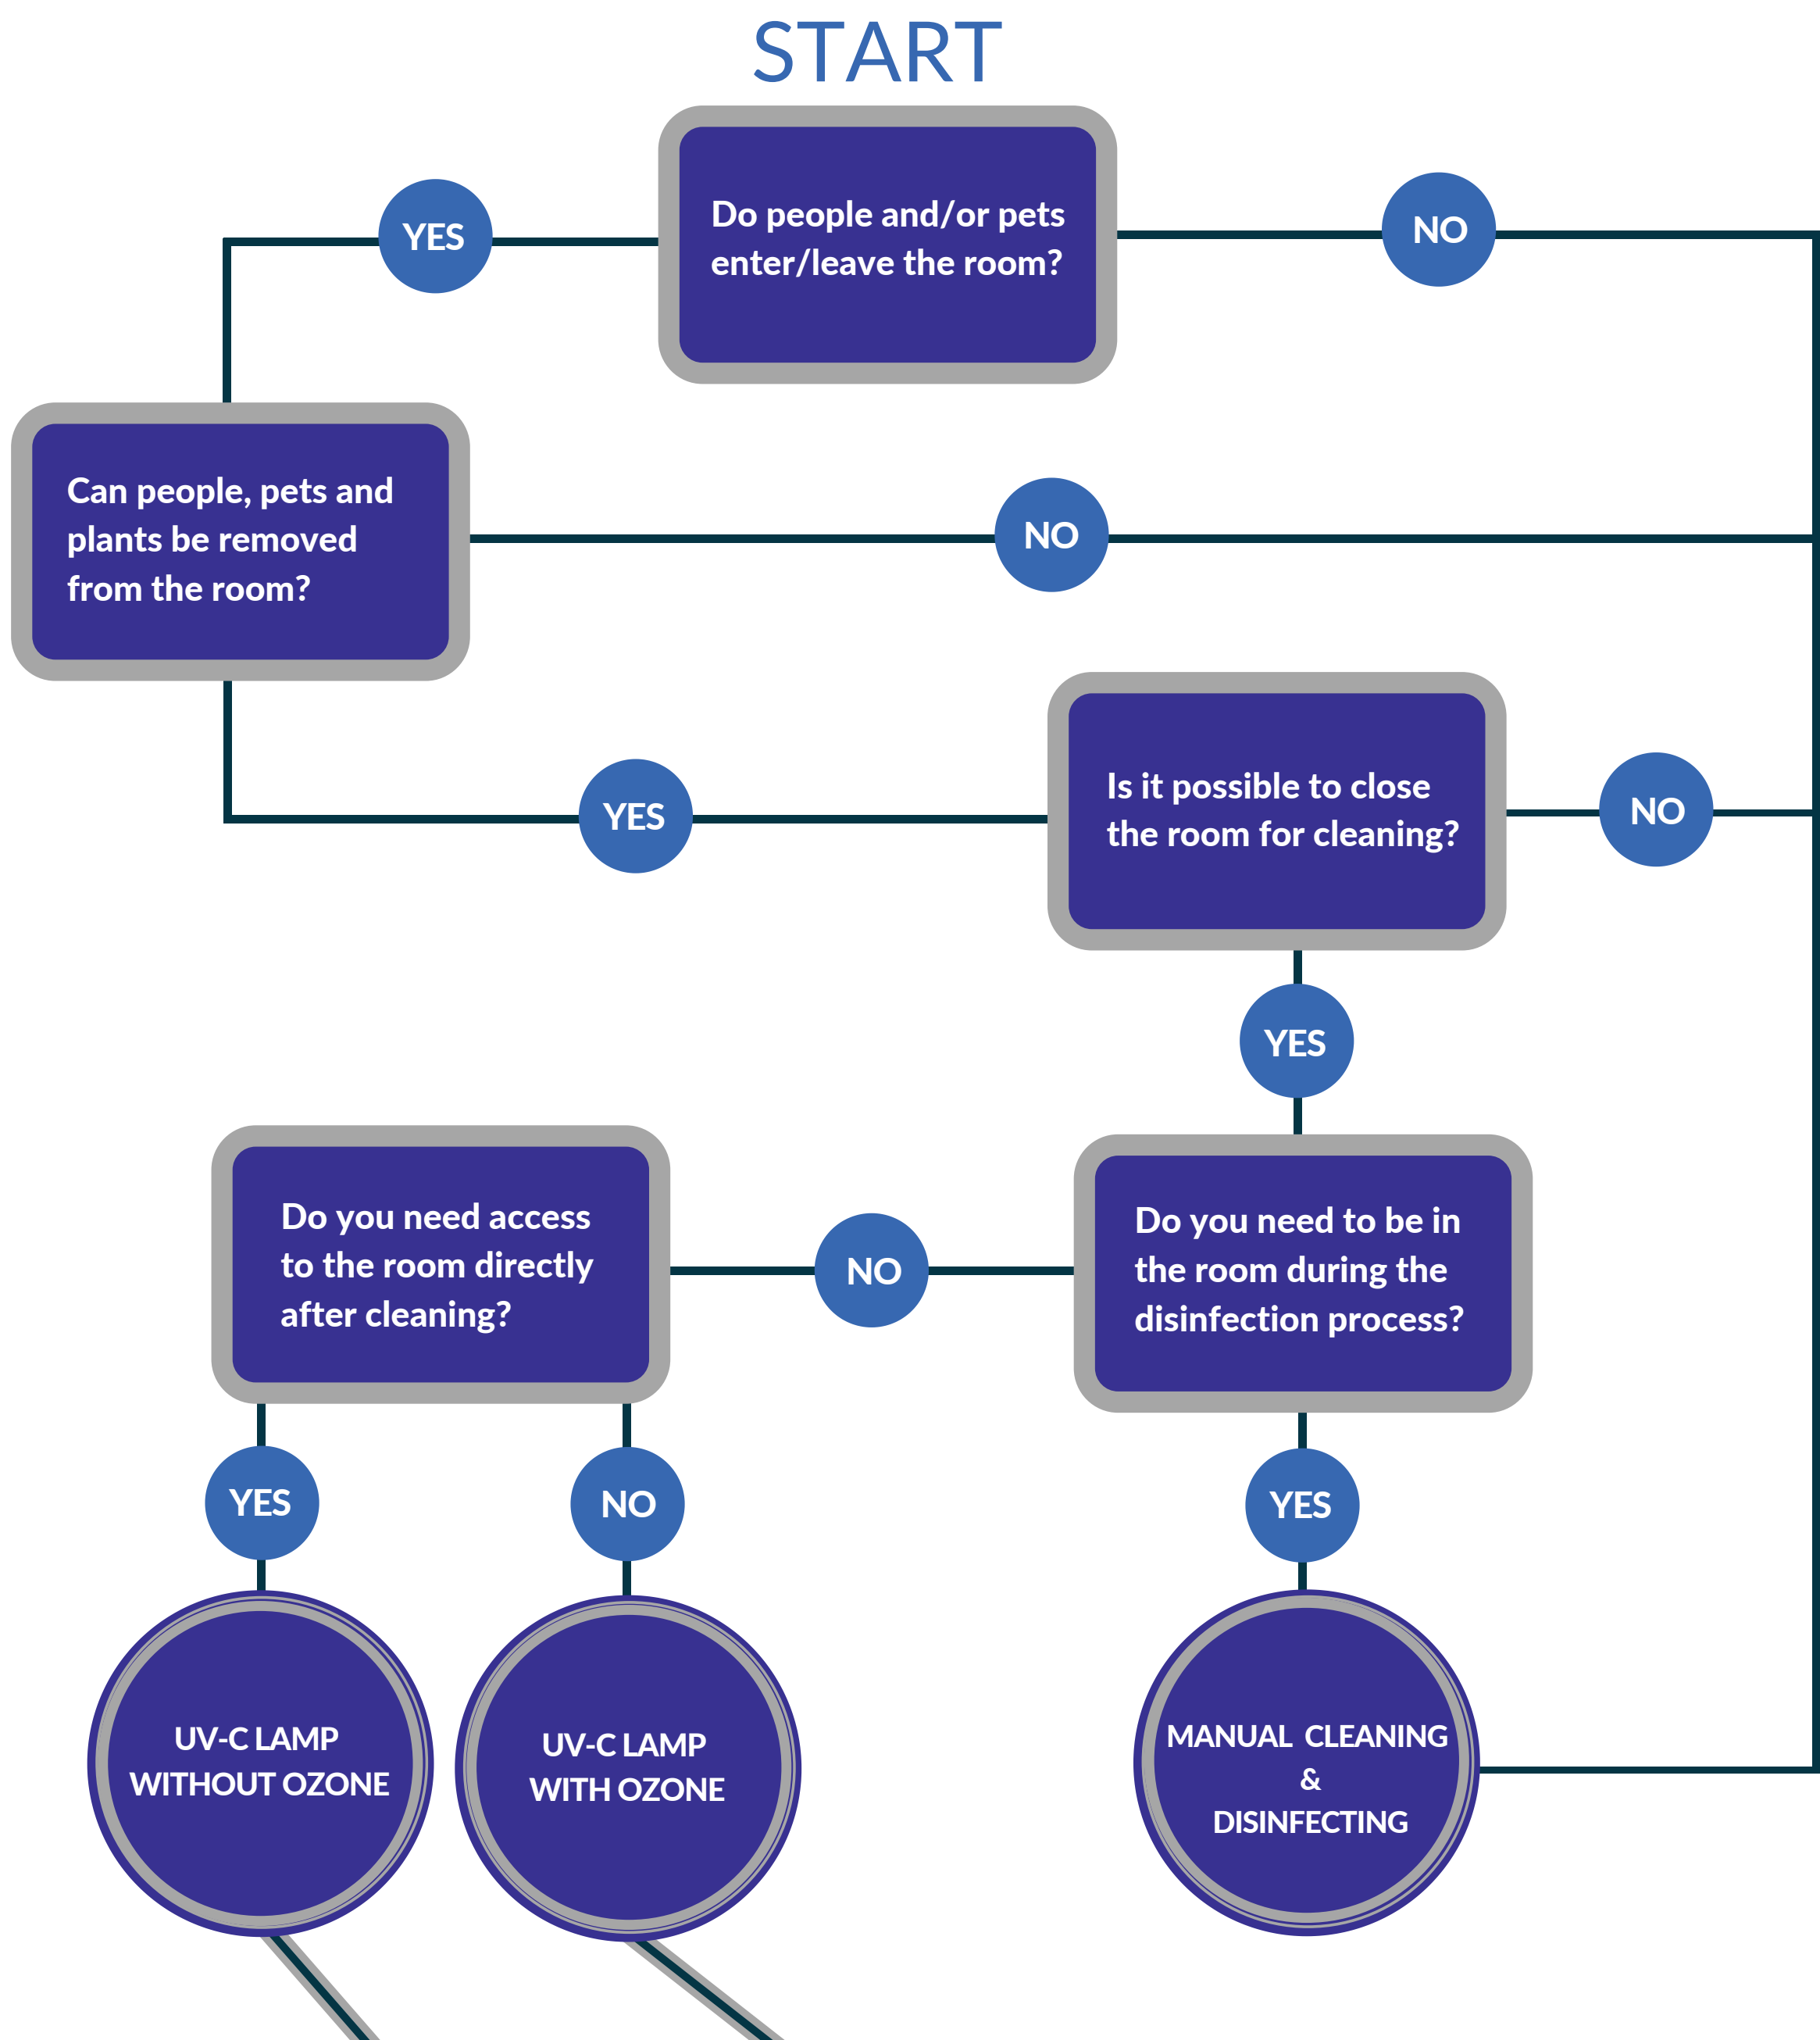 START
Do people and/or pets
enter/leave the room?
YES
NO
Can people, pets and
plants be removed
from the room?
NO
YES
Is it possible to close
the room for cleaning?
NO
YES
Do you need access
to the room directly
after cleaning?
NO
Do you need to be in
the room during the
disinfection process?
YES
NO
YES
UV-C LAMP
WITHOUT OZONE
UV-C LAMP
WITH OZONE
MANUAL CLEANING
&
DISINFECTING